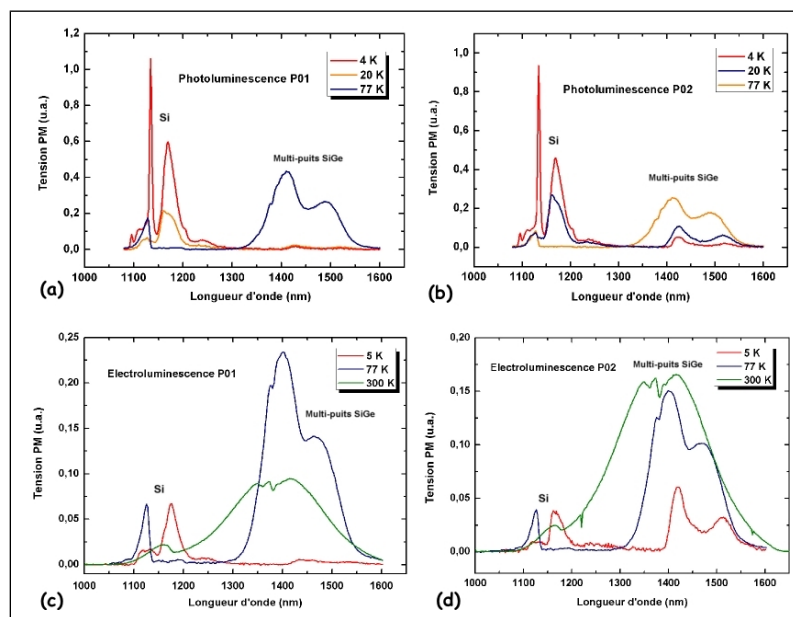 Photoluminescence P01
4 K
20 K
77 K
Si
Multi-puits SiGe
Tension PM (u.a.)
1,2
1,0
0,8
0,6
0,4
0,2
0,0
1000 1100 1200 1300 1400 1500 1600
Longueur d'onde (nm)
(a)
Photoluminescence P02
4 K
20 K
77 K
Si
Multi-puits SiGe
Tension PM (u.a.)
1,2
1,0
0,8
0,6
0,4
0,2
0,0
1000 1100 1200 1300 1400 1500 1600
Longueur d'onde (nm)
(b)
Electroluminescence P01
5 K
77 K
300 K
Si
Multi-puits SiGe
Tension PM (u.a.)
0,25
0,20
0,15
0,10
0,05
0,00
1000 1100 1200 1300 1400 1500 1600
Longueur d'onde (nm)
(c)
Electroluminescence P02
Multi-puits SiGe
5 K
77 K
300 K
Si
Tension PM (u.a.)
0,20
0,15
0,10
0,05
0,00
1000 1100 1200 1300 1400 1500 1600
Longueur d'onde (nm)
(d)